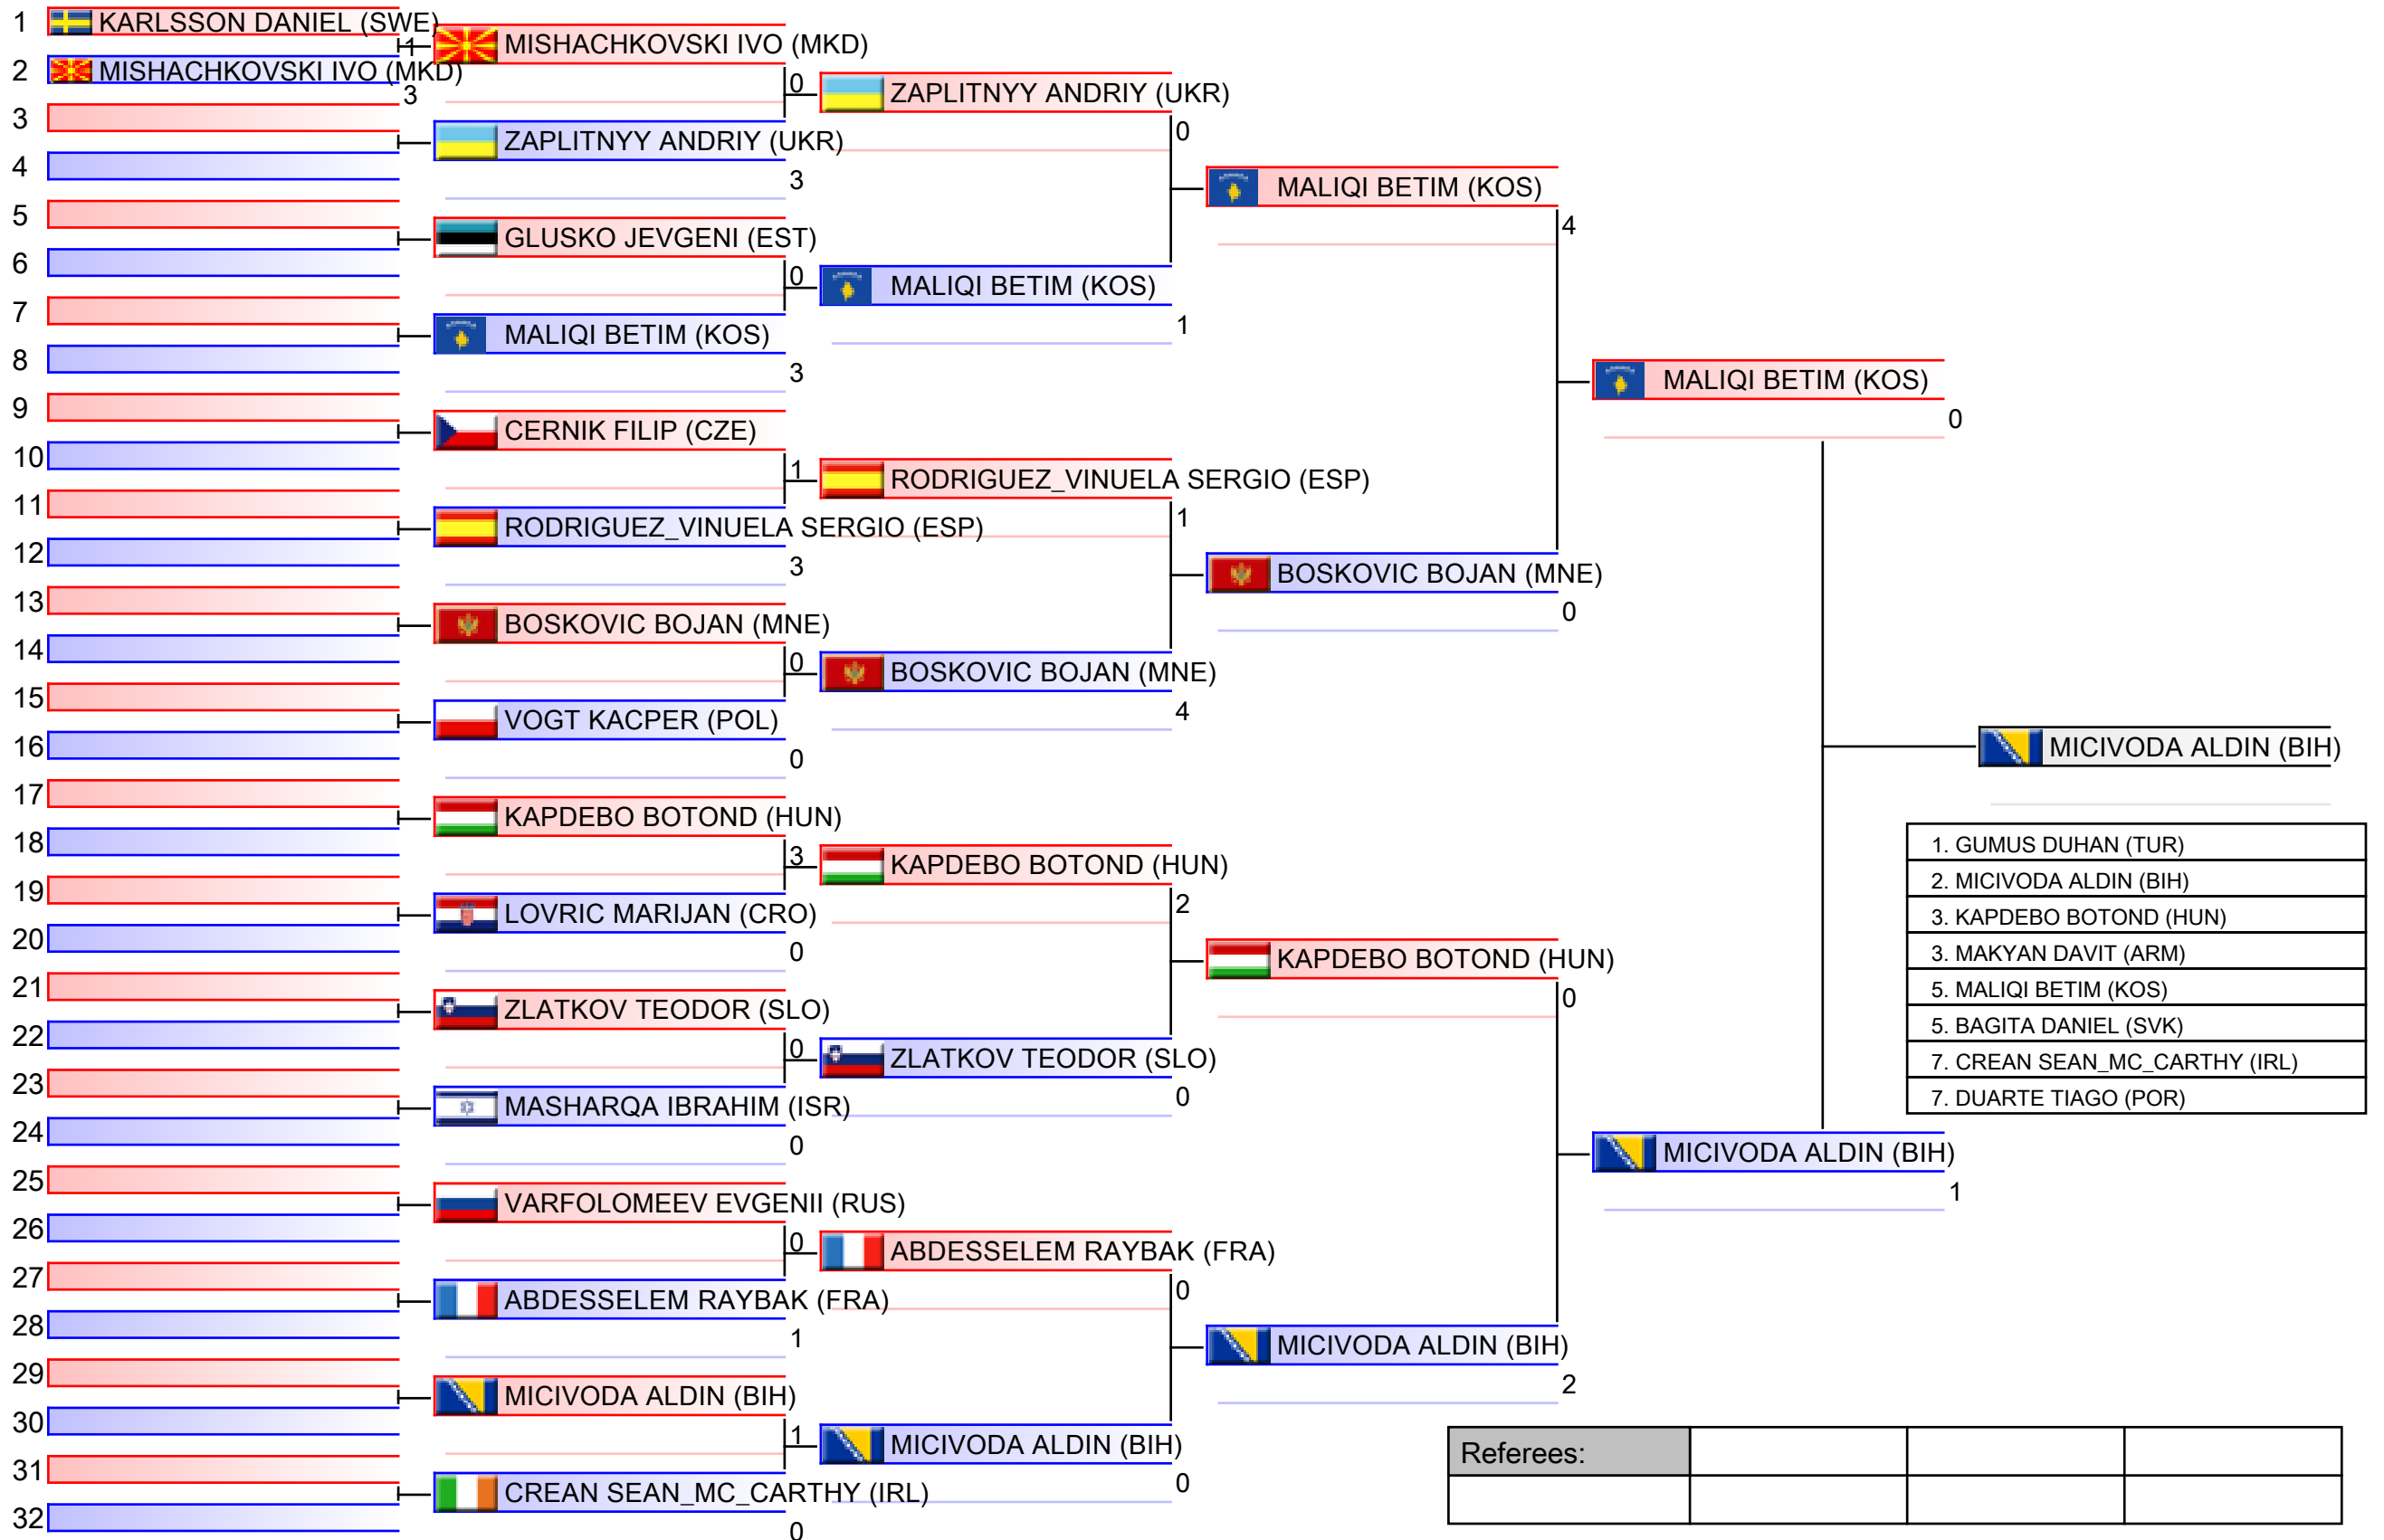 1 KARLSSON DANIEL (SWE)
1
2 MISHACHKOVSKI IVO (MKD)
3
3
4
5
6
7
8
9
10
11
12
13
14
15
16
17
18
19
20
21
22
23
24
25
26
27
28
29
30
31
32
MISHACHKOVSKI IVO (MKD)
0
ZAPLITNYY ANDRIY (UKR)
3
GLUSKO JEVGENI (EST)
0
MALIQI BETIM (KOS)
3
CERNIK FILIP (CZE)
1
RODRIGUEZ_VINUELA SERGIO (ESP)
3
BOSKOVIC BOJAN (MNE)
0
VOGT KACPER (POL)
0
KAPDEBO BOTOND (HUN)
3
LOVRIC MARIJAN (CRO)
0
ZLATKOV TEODOR (SLO)
0
MASHARQA IBRAHIM (ISR)
0
VARFOLOMEEV EVGENII (RUS)
0
ABDESSELEM RAYBAK (FRA)
1
MICIVODA ALDIN (BIH)
1
CREAN SEAN_MC_CARTHY (IRL)
0
ZAPLITNYY ANDRIY (UKR)
0
MALIQI BETIM (KOS)
1
RODRIGUEZ_VINUELA SERGIO (ESP)
1
BOSKOVIC BOJAN (MNE)
4
KAPDEBO BOTOND (HUN)
2
ZLATKOV TEODOR (SLO)
0
ABDESSELEM RAYBAK (FRA)
0
MICIVODA ALDIN (BIH)
0
MALIQI BETIM (KOS)
4
BOSKOVIC BOJAN (MNE)
0
KAPDEBO BOTOND (HUN)
0
MICIVODA ALDIN (BIH)
2
MALIQI BETIM (KOS)
0
MICIVODA ALDIN (BIH)
1
MICIVODA ALDIN (BIH)
1. GUMUS DUHAN (TUR)
2. MICIVODA ALDIN (BIH)
3. KAPDEBO BOTOND (HUN)
3. MAKYAN DAVIT (ARM)
5. MALIQI BETIM (KOS)
5. BAGITA DANIEL (SVK)
7. CREAN SEAN_MC_CARTHY (IRL)
7. DUARTE TIAGO (POR)
Referees: